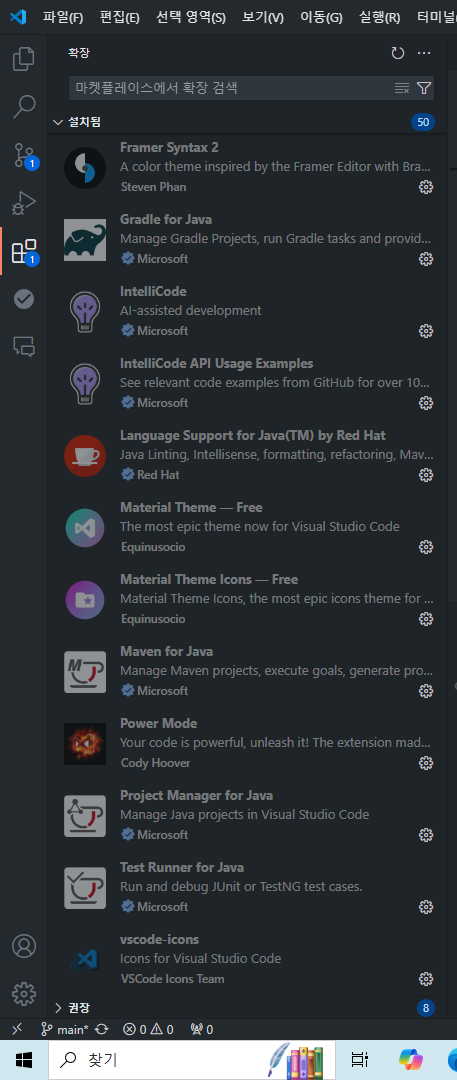 파일(F) 편집(E) 선택 영역(S) 보기(V) 이동(G) 실행(R) 터미널
확장
마켓플레이스에서 확장 검색
설치됨 50
Framer Syntax 2
A color theme inspired by the Framer Editor with Bra...
Steven Phan
Gradle for Java
Manage Gradle Projects, run Gradle tasks and provid...
Microsoft
IntelliCode
AI-assisted development
Microsoft
IntelliCode API Usage Examples
See relevant code examples from GitHub for over 10...
Microsoft
Language Support for Java(TM) by Red Hat
Java Linting, Intellisense, formatting, refactoring, Mav...
Red Hat
Material Theme — Free
The most epic theme now for Visual Studio Code
Equinusocio
Material Theme Icons — Free
Material Theme Icons, the most epic icons theme for ...
Equinusocio
Maven for Java
Manage Maven projects, execute goals, generate pro...
Microsoft
Power Mode
Your code is powerful, unleash it! The extension mad...
Cody Hoover
Project Manager for Java
Manage Java projects in Visual Studio Code
Microsoft
Test Runner for Java
Run and debug JUnit or TestNG test cases.
Microsoft
vscode-icons
Icons for Visual Studio Code
VSCode Icons Team
권장 8
1
1
main* 0 0 0
찾기